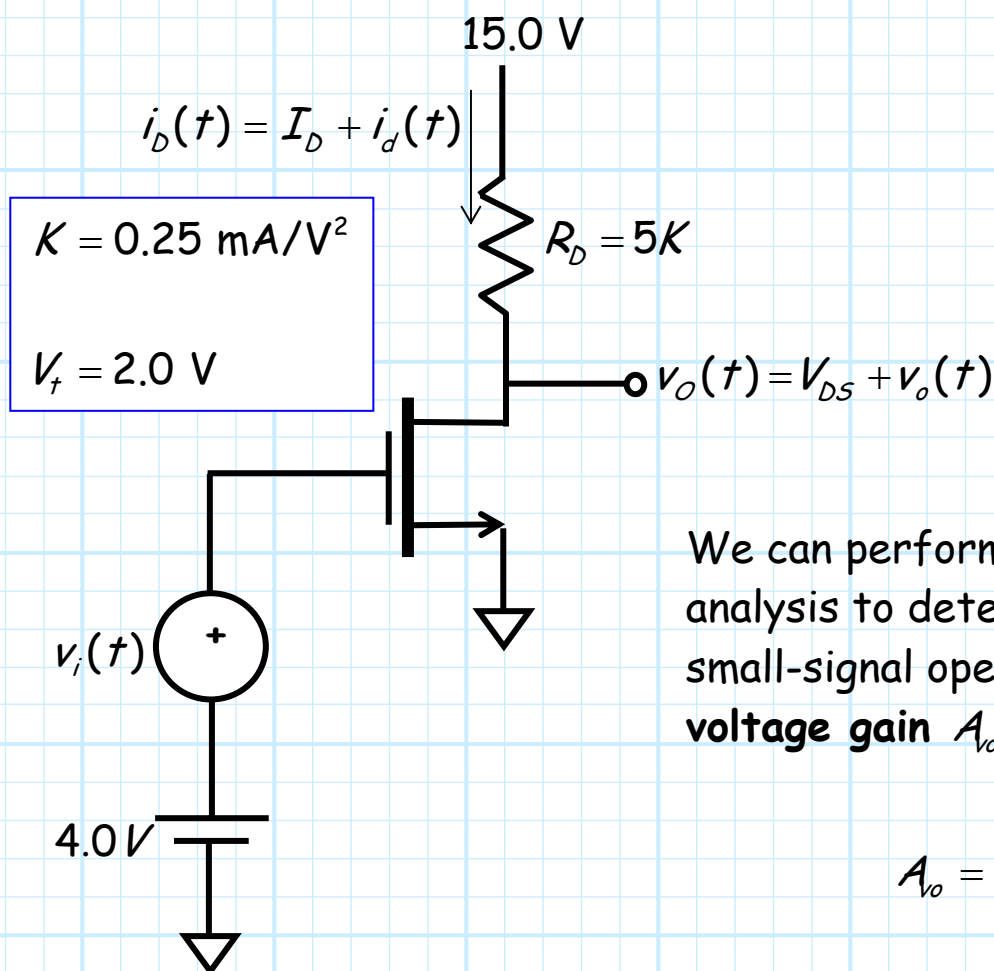 15.0 V
i_D(t) = I_D + i_d(t)
K = 0.25 mA/V²
R_D = 5K
V_t = 2.0 V
v_O(t) = V_DS + v_o(t)
We can perform
analysis to dete
small-signal ope
voltage gain A_vo
v_i(t)
+
4.0 V
A_vo =